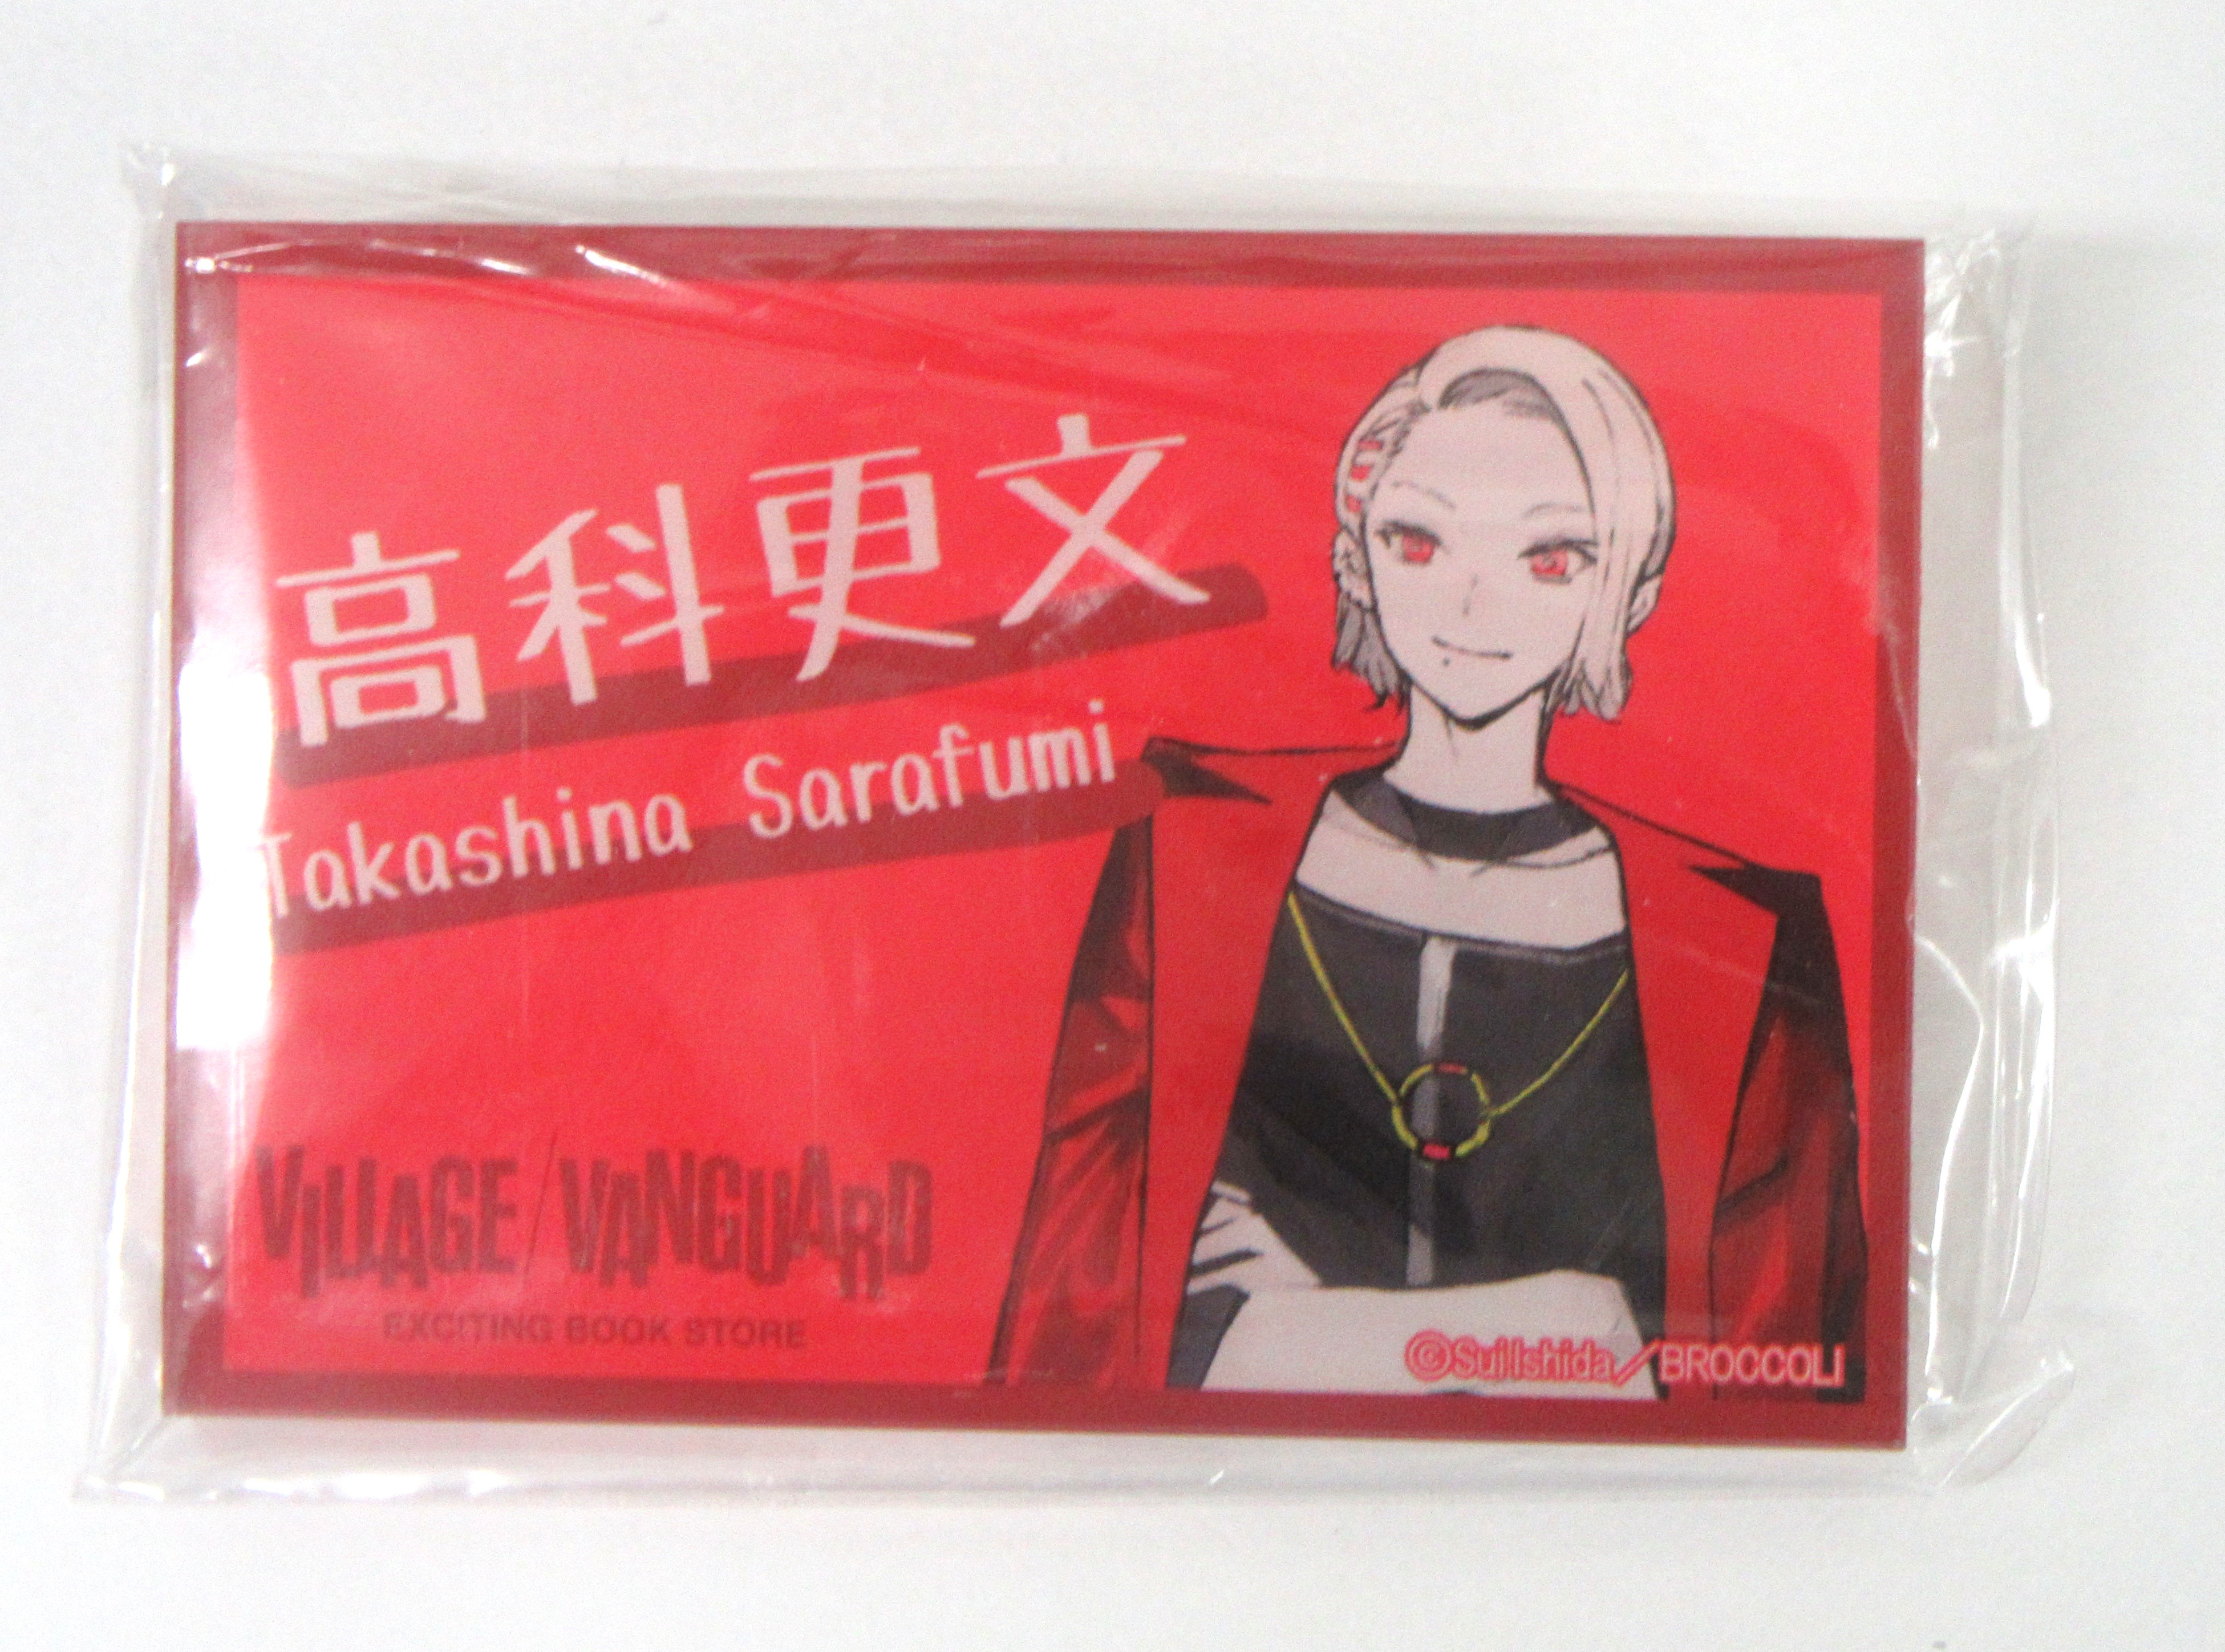 高科更文
Takashina Sarafumi
VILLAGE/VANGUARD
EXCITING BOOK STORE
©Sui Ishida/BROCCOLI